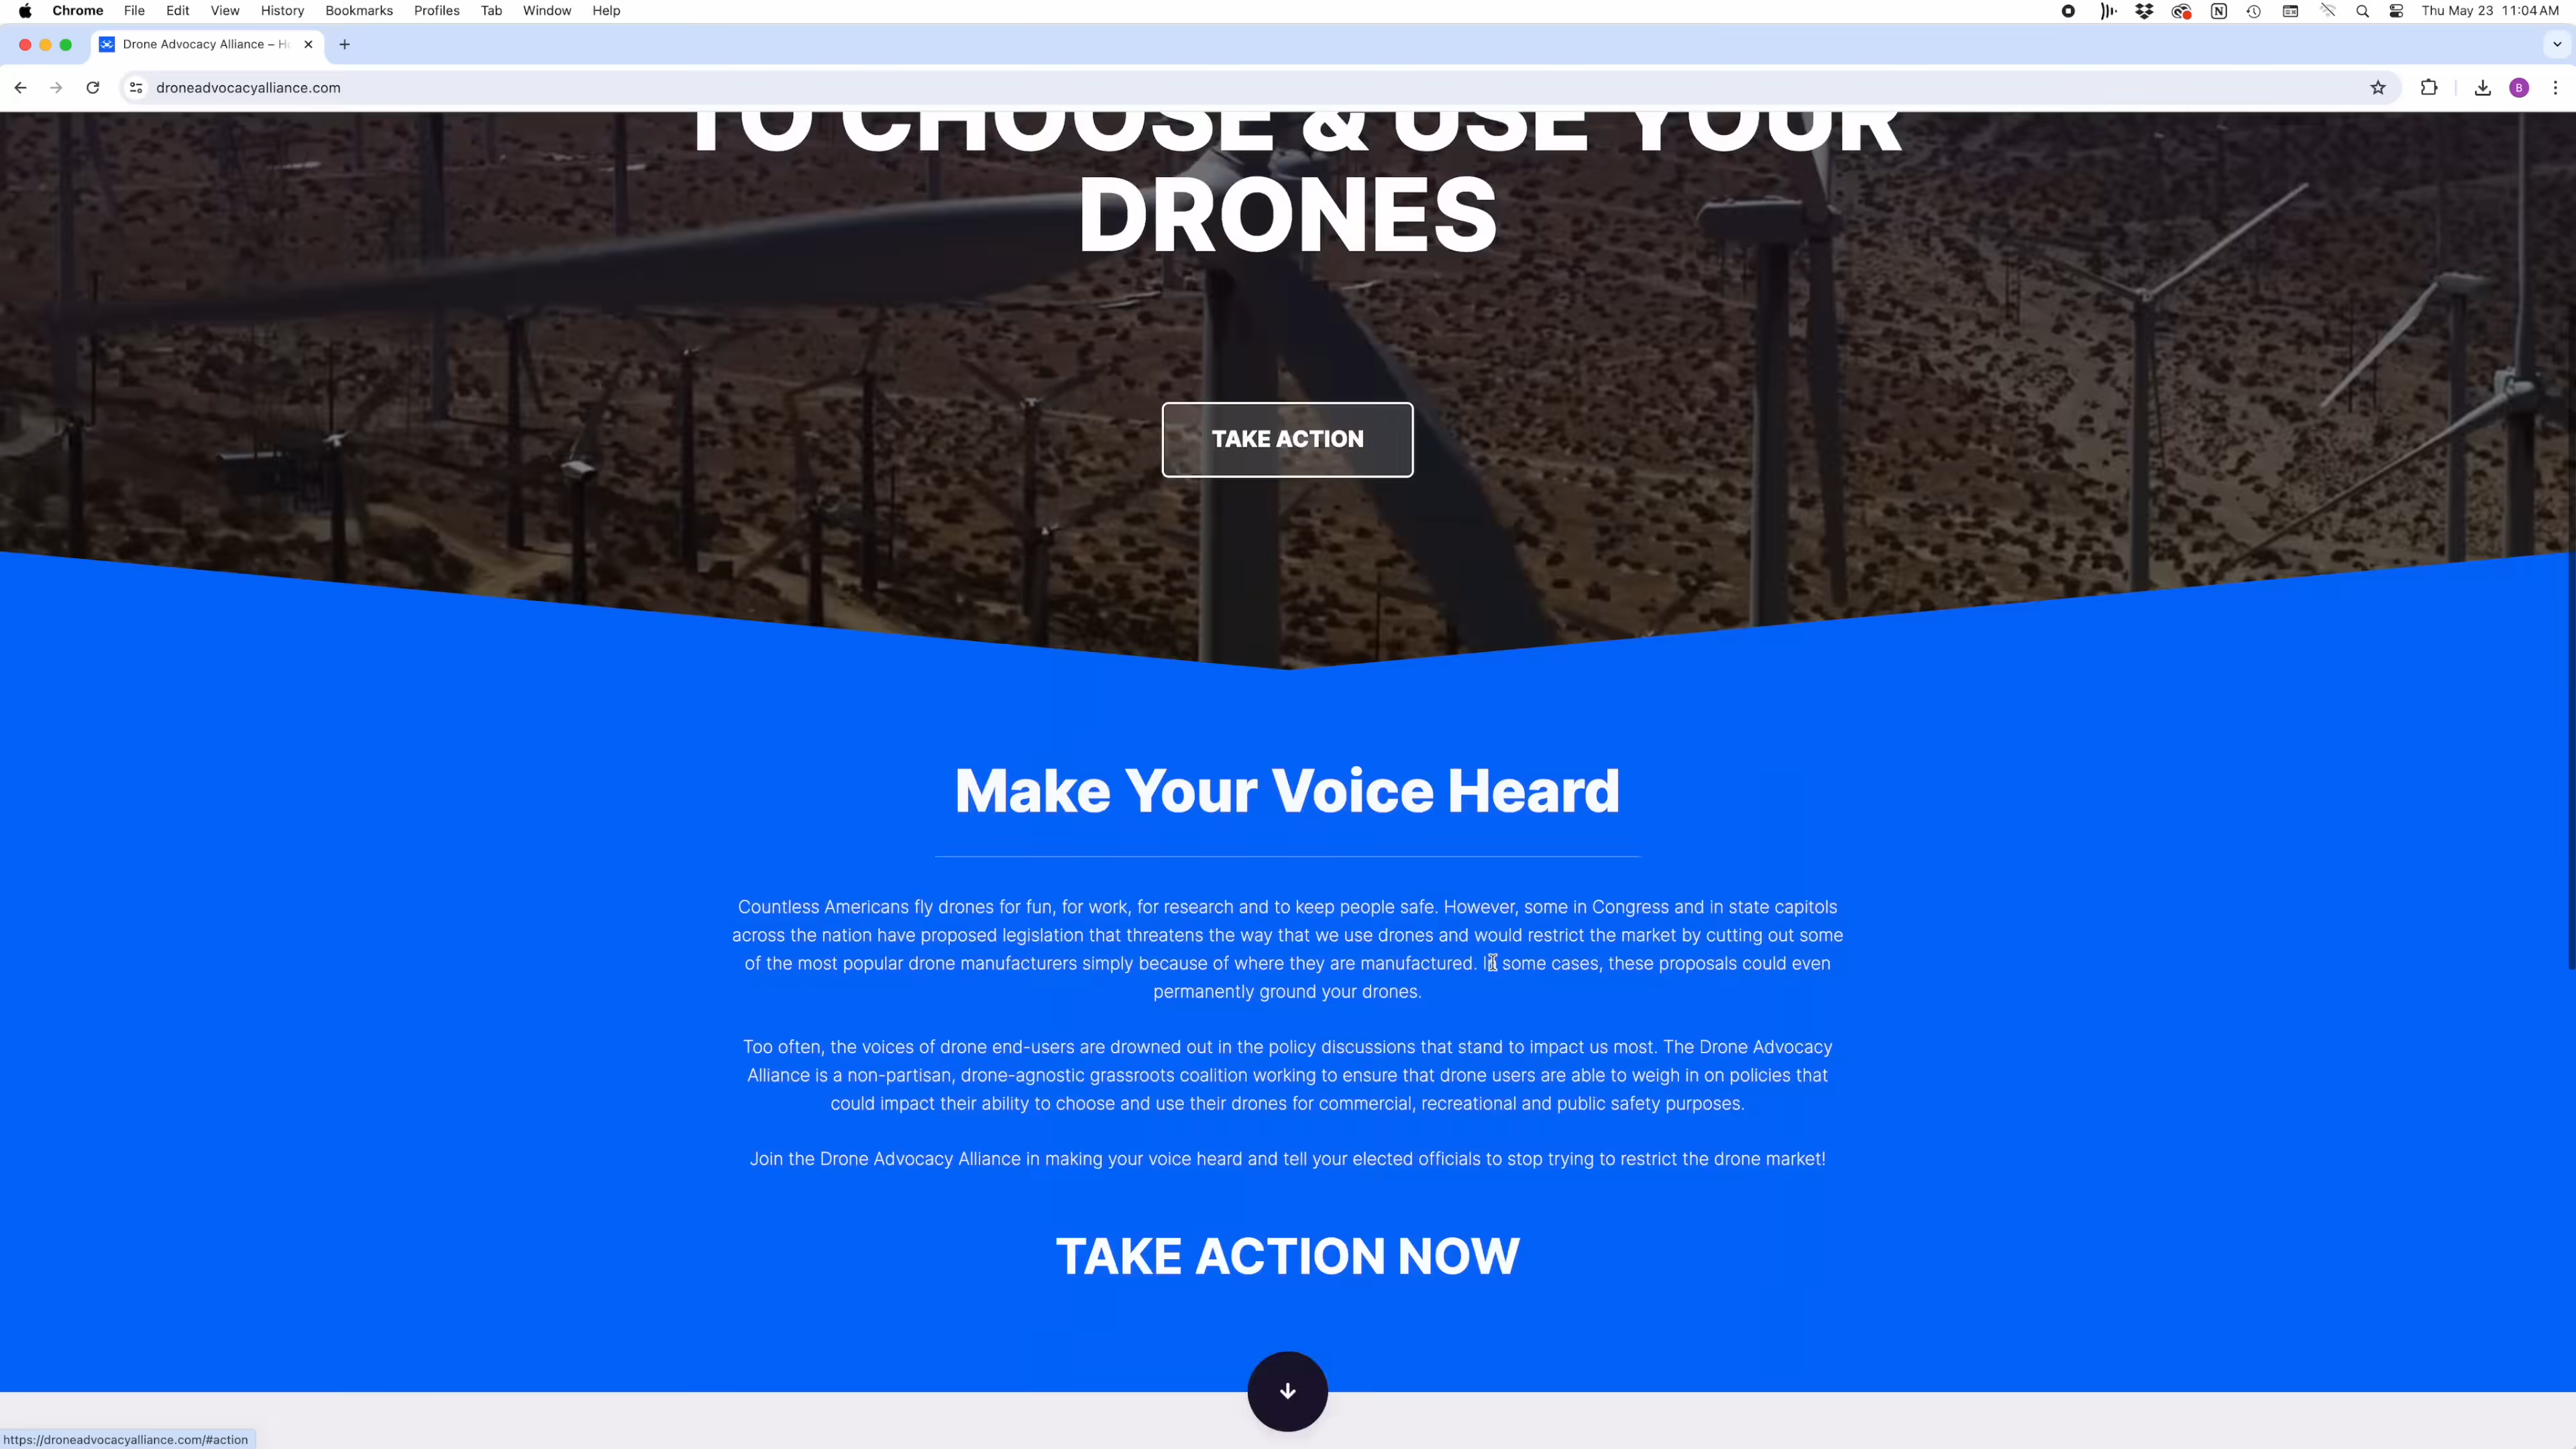 Chrome File Edit View History Bookmarks Profiles Tab Window Help
Thu May 23 11:04 AM
Drone Advocacy Alliance – H
droneadvocacyalliance.com
B
TO CHOOSE & USE YOUR
DRONES
TAKE ACTION
Make Your Voice Heard
Countless Americans fly drones for fun, for work, for research and to keep people safe. However, some in Congress and in state capitols
across the nation have proposed legislation that threatens the way that we use drones and would restrict the market by cutting out some
of the most popular drone manufacturers simply because of where they are manufactured. In some cases, these proposals could even
permanently ground your drones.
Too often, the voices of drone end-users are drowned out in the policy discussions that stand to impact us most. The Drone Advocacy
Alliance is a non-partisan, drone-agnostic grassroots coalition working to ensure that drone users are able to weigh in on policies that
could impact their ability to choose and use their drones for commercial, recreational and public safety purposes.
Join the Drone Advocacy Alliance in making your voice heard and tell your elected officials to stop trying to restrict the drone market!
TAKE ACTION NOW
https://droneadvocacyalliance.com/#action